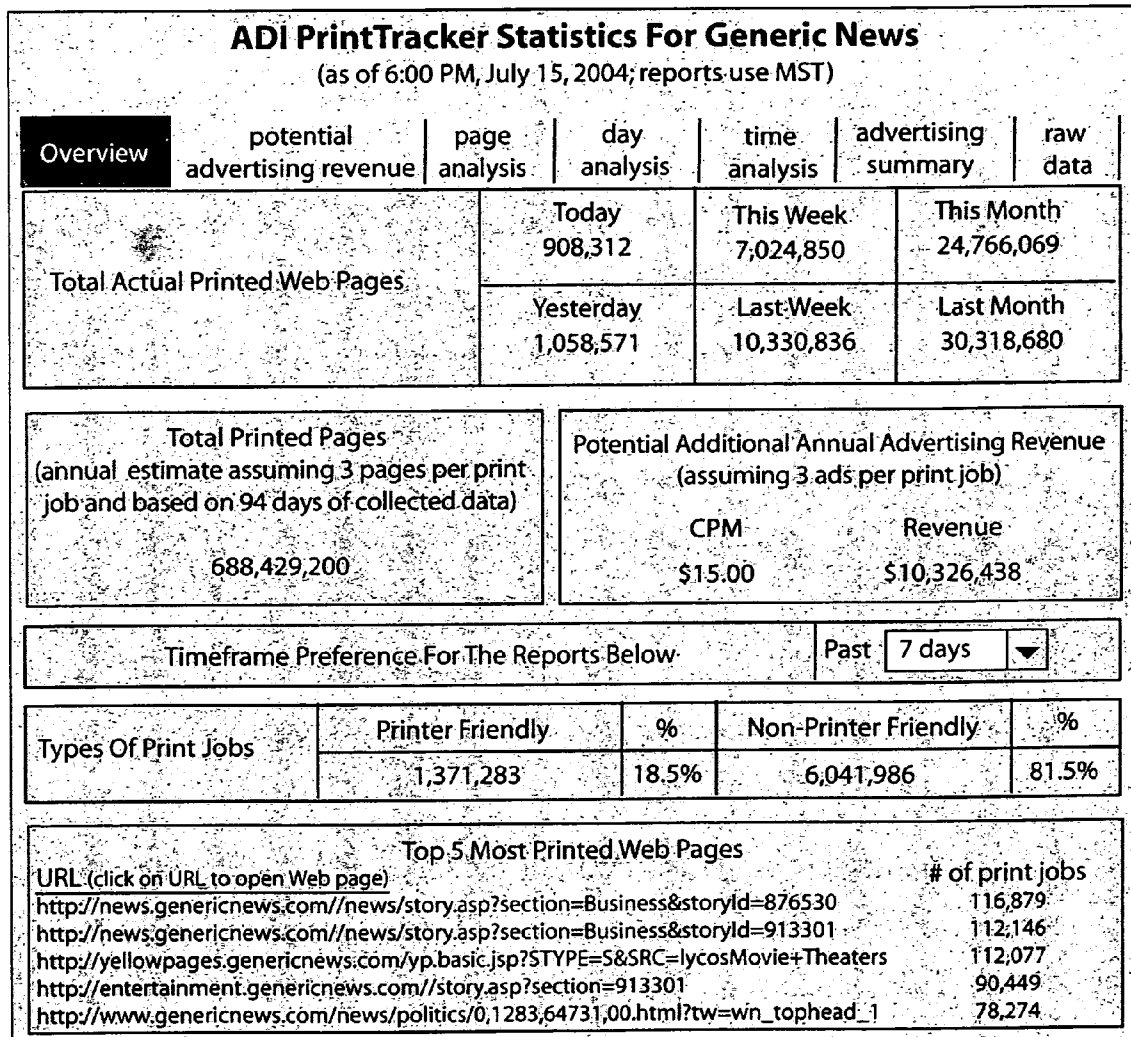 ADI PrintTracker Statistics For Generic News
(as of 6:00 PM, July 15, 2004; reports use MST)
Overview
potential
advertising revenue
page
analysis
day
analysis
time
analysis
advertising
summary
raw
data
Total Actual Printed Web Pages
Today
908,312
This Week
7,024,850
This Month
24,766,069
Yesterday
1,058,571
Last Week
10,330,836
Last Month
30,318,680
Total Printed Pages
(annual estimate assuming 3 pages per print
job and based on 94 days of collected data)
688,429,200
Potential Additional Annual Advertising Revenue
(assuming 3 ads per print job)
CPM Revenue
$15.00 $10,326,438
Timeframe Preference For The Reports Below
Past 7 days
Types Of Print Jobs
Printer Friendly % Non-Printer Friendly %
1,371,283 18.5% 6,041,986 81.5%
Top 5 Most Printed Web Pages
URL (click on URL to open Web page) # of print jobs
http://news.genericnews.com//news/story.asp?section=Business&storyId=876530 116,879
http://news.genericnews.com//news/story.asp?section=Business&storyId=913301 112,146
http://yellowpages.genericnews.com/yp.basic.jsp?STYPE=S&SRC=lycosMovie+Theaters 112,077
http://entertainment.genericnews.com//story.asp?section=913301 90,449
http://www.genericnews.com/news/politics/0,1283,64731,00.html?tw=wn_tophead_1 78,274